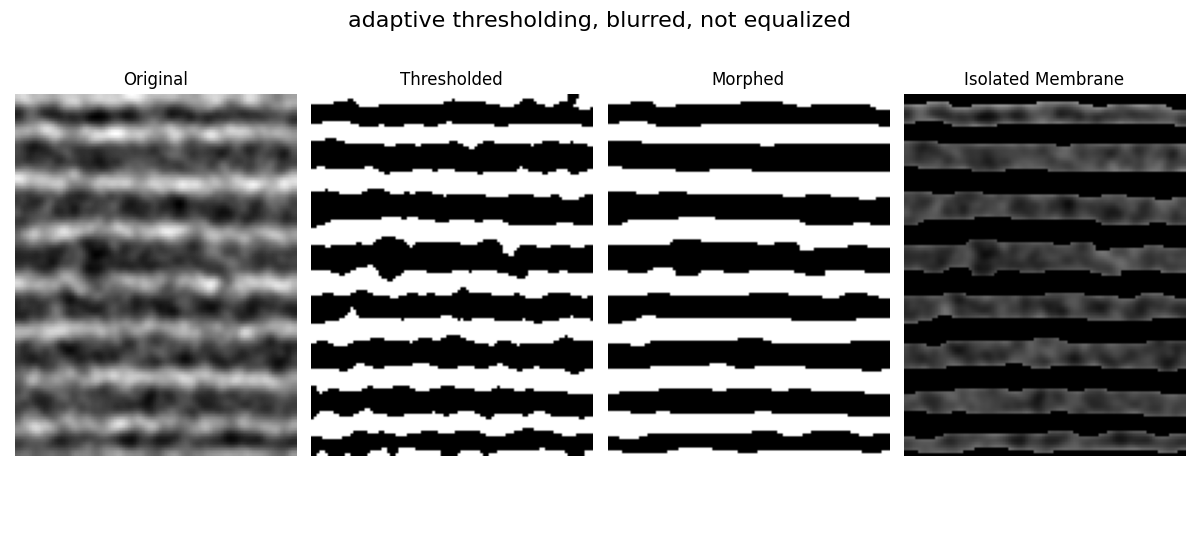 adaptive thresholding, blurred, not equalized
Original
Thresholded
Morphed
Isolated Membrane